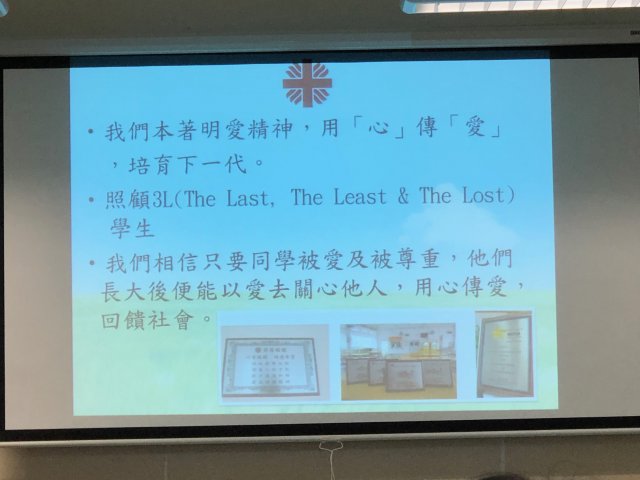 • 我們本著明愛精神，用「心」傳「愛」
，培育下一代。
• 照顧3L(The Last, The Least & The Lost)
學生
• 我們相信只要同學被愛及被尊重，他們
長大後便能以愛去關心他人，用心傳愛，
回饋社會。